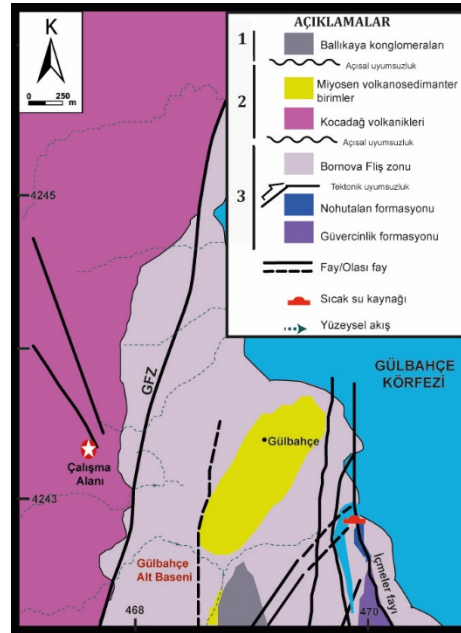 K
0 250
m
AÇIKLAMALAR
1
Ballıkaya konglomeraları
Açısal uyumsuzluk
2
Miyosen volkanosedimanter
birimler
Kocadağ volkanikleri
Açısal uyumsuzluk
3
Bornova Fliş zonu
Tektonik uyumsuzluk
Nohutalan formasyonu
Güvercinlik formasyonu
Fay/Olası fay
Sıcak su kaynağı
Yüzeysel akış
4245
GFZ
GÜLBAHÇE
KÖRFEZİ
Gülbahçe
Çalışma
Alanı
4243
Gülbahçe
Alt Baseni
İçmeler fayı
468
470